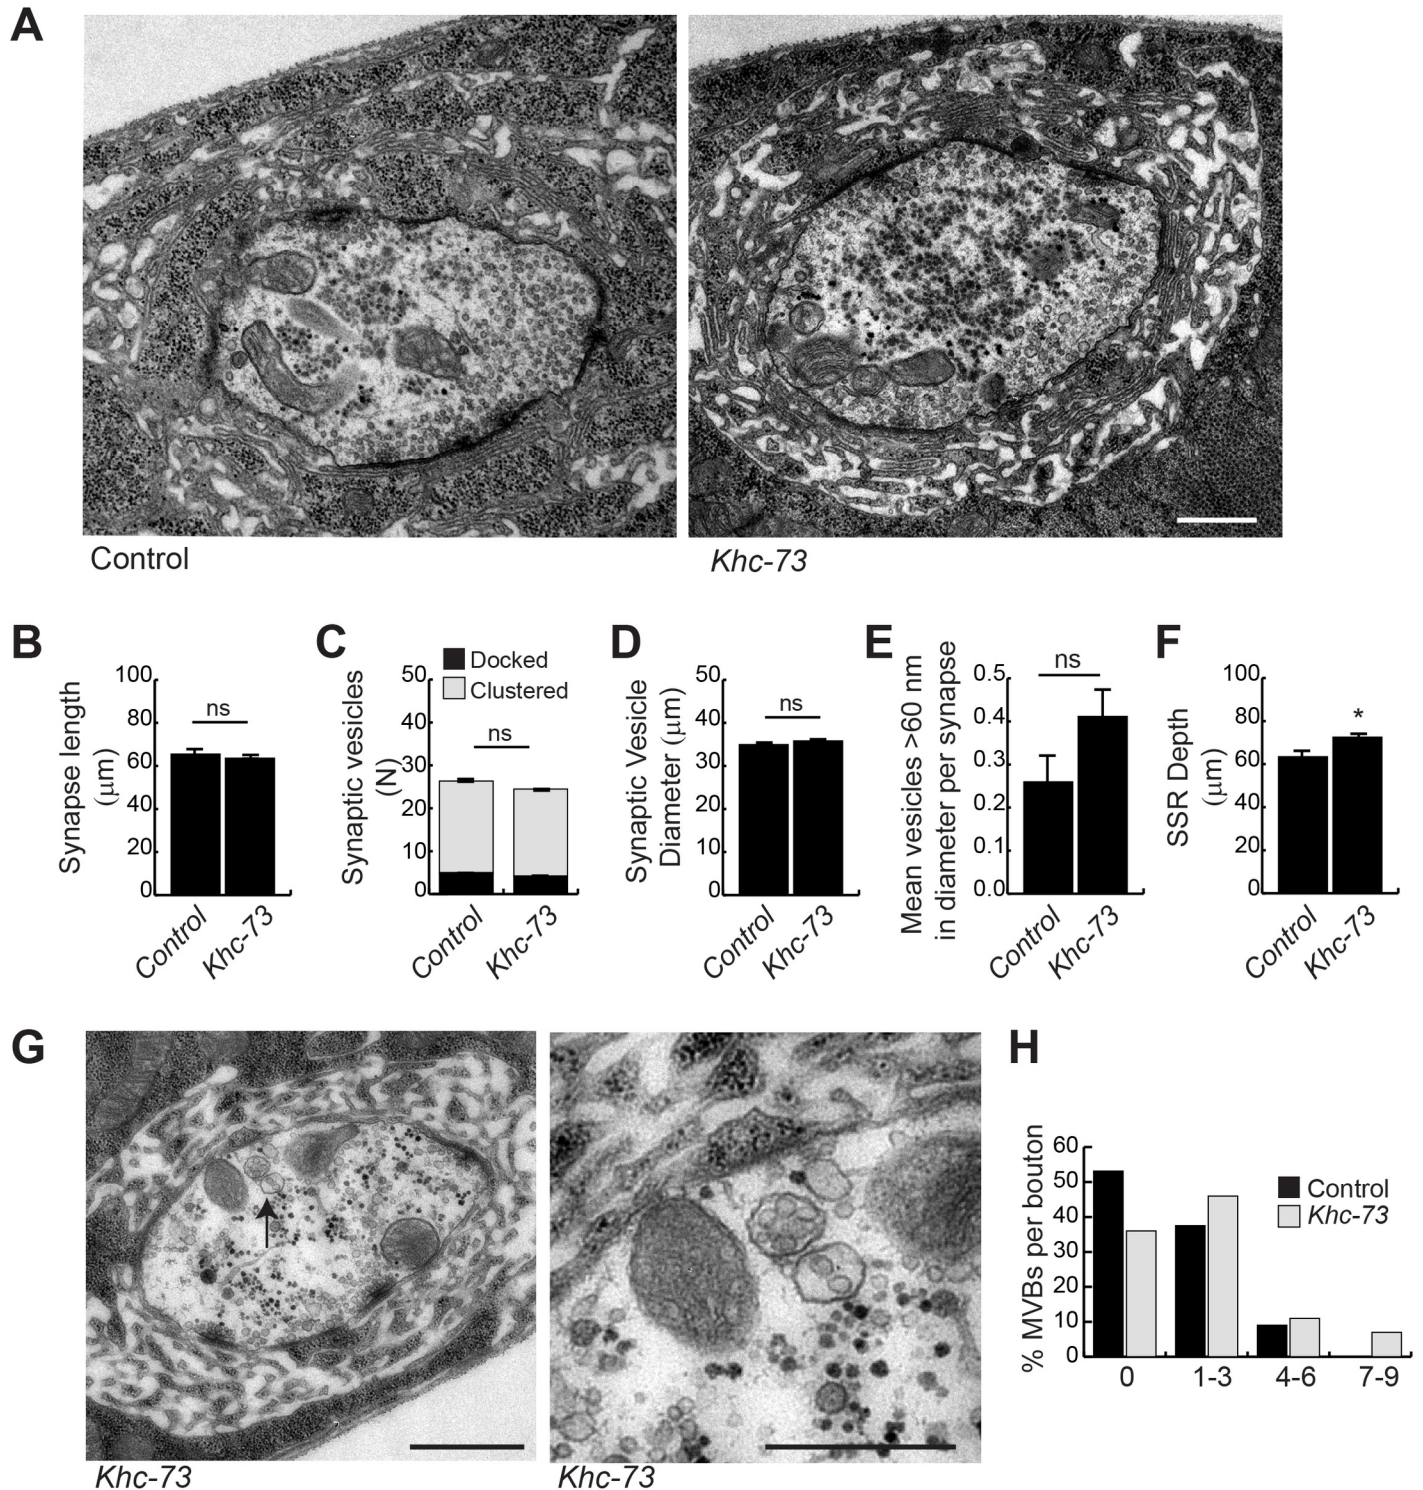 A
Control
Khc-73
B
Synapse length
(μm)
100
80
60
40
20
0
ns
Control
Khc-73
C
Docked
Clustered
Synaptic vesicles
(N)
50
40
30
20
10
0
ns
Control
Khc-73
D
Synaptic Vesicle
Diameter (μm)
50
40
30
20
10
0
ns
Control
Khc-73
E
Mean vesicles >60 nm
in diameter per synapse
0.5
0.4
0.3
0.2
0.1
0.0
ns
Control
Khc-73
F
SSR Depth
(μm)
100
80
60
40
20
0
*
Control
Khc-73
G
Khc-73
Khc-73
H
% MVBs per bouton
60
50
40
30
20
10
0
Control
Khc-73
0
1-3
4-6
7-9